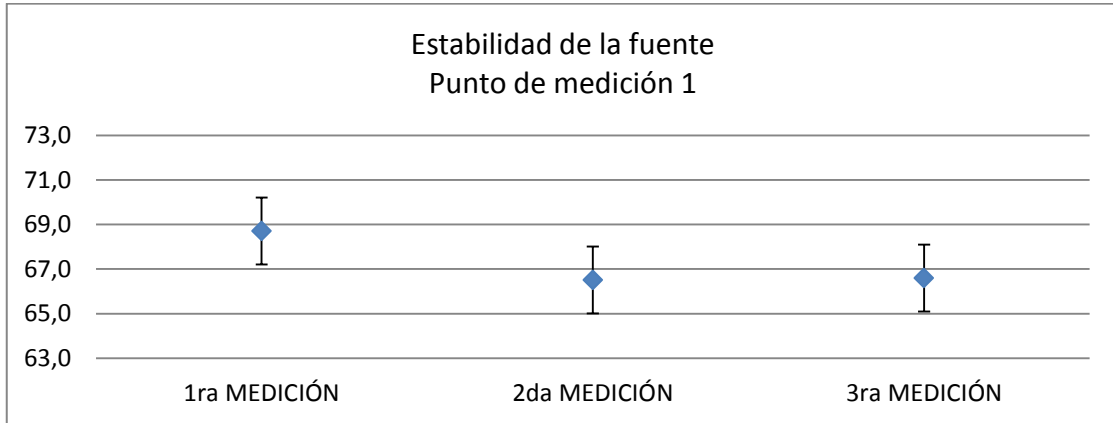 Estabilidad de la fuente
Punto de medición 1
73,0
71,0
69,0
67,0
65,0
63,0
1ra MEDICIÓN 2da MEDICIÓN 3ra MEDICIÓN